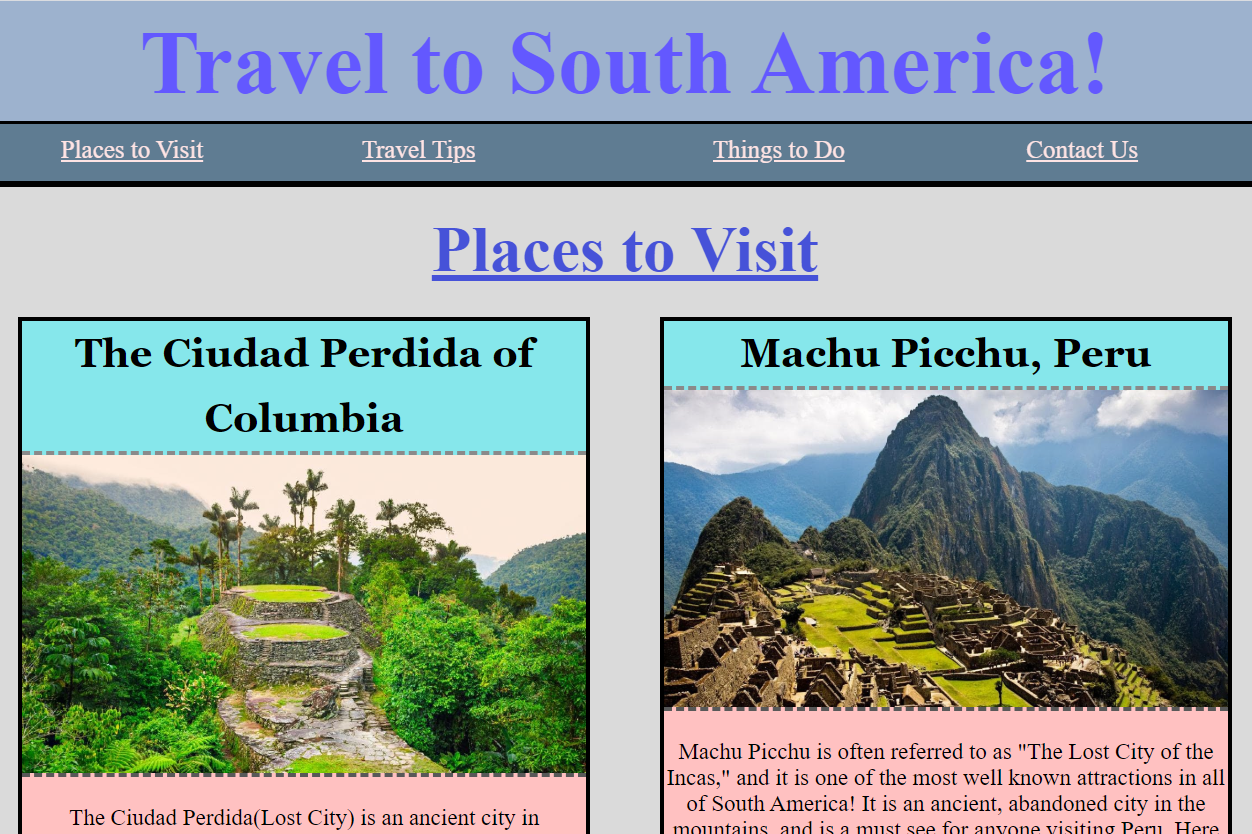 Travel to South America!
Places to Visit
Travel Tips
Things to Do
Contact Us
Places to Visit
The Ciudad Perdida of
Columbia
The Ciudad Perdida(Lost City) is an ancient city in
Machu Picchu, Peru
Machu Picchu is often referred to as "The Lost City of the
Incas," and it is one of the most well known attractions in all
of South America! It is an ancient, abandoned city in the
mountains, and is a must see for anyone visiting Peru. Here